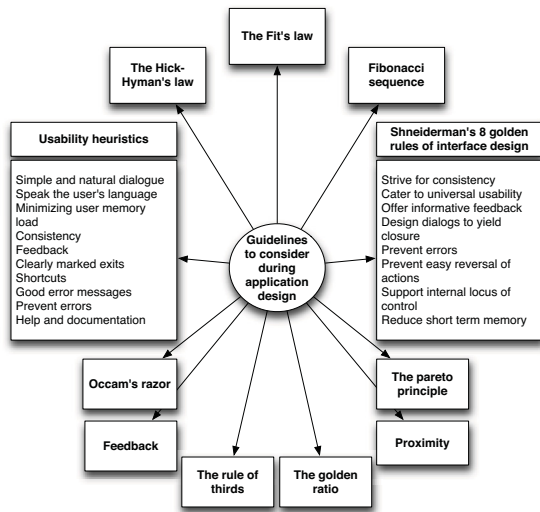 The Fit's law
The Hick-
Hyman's law
Fibonacci
sequence
Usability heuristics
Simple and natural dialogue
Speak the user's language
Minimizing user memory
load
Consistency
Feedback
Clearly marked exits
Shortcuts
Good error messages
Prevent errors
Help and documentation
Shneiderman's 8 golden
rules of interface design
Strive for consistency
Cater to universal usability
Offer informative feedback
Design dialogs to yield
closure
Prevent errors
Prevent easy reversal of
actions
Support internal locus of
control
Reduce short term memory
Guidelines
to consider
during
application
design
Occam's razor
The pareto
principle
Feedback
Proximity
The rule of
thirds
The golden
ratio